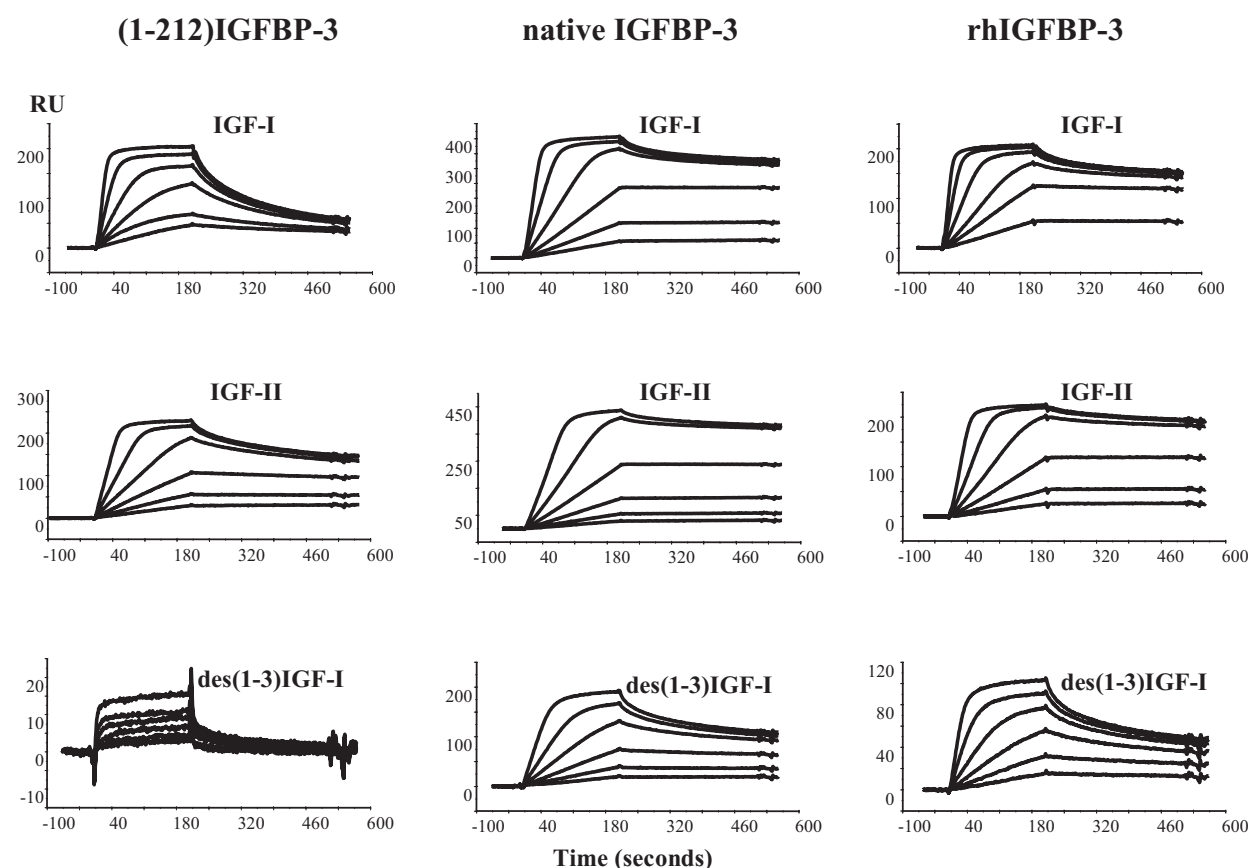 (1-212)IGFBP-3 native IGFBP-3 rhIGFBP-3
RU
IGF-I IGF-I IGF-I
200
100
0
-100 40 180 320 460 600
400
300
200
100
0
-100 40 180 320 460 600
200
100
0
-100 40 180 320 460 600
IGF-II IGF-II IGF-II
300
200
100
0
-100 40 180 320 460 600
450
250
50
-100 40 180 320 460 600
200
100
0
-100 40 180 320 460 600
des(1-3)IGF-I des(1-3)IGF-I des(1-3)IGF-I
20
10
0
-10
-100 40 180 320 460 600
200
100
0
-100 40 180 320 460 600
120
80
40
0
-100 40 180 320 460 600
Time (seconds)